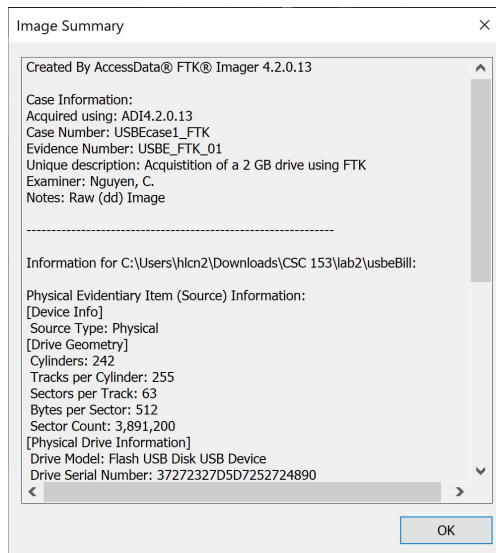 Image Summary
Created By AccessData® FTK® Imager 4.2.0.13
Case Information:
Acquired using: ADI4.2.0.13
Case Number: USBEcase1_FTK
Evidence Number: USBE_FTK_01
Unique description: Acquistition of a 2 GB drive using FTK
Examiner: Nguyen, C.
Notes: Raw (dd) Image
--------------------------------------------------------------
Information for C:\Users\hlcn2\Downloads\CSC 153\lab2\usbeBill:
Physical Evidentiary Item (Source) Information:
[Device Info]
Source Type: Physical
[Drive Geometry]
Cylinders: 242
Tracks per Cylinder: 255
Sectors per Track: 63
Bytes per Sector: 512
Sector Count: 3,891,200
[Physical Drive Information]
Drive Model: Flash USB Disk USB Device
Drive Serial Number: 37272327D5D7252724890
OK